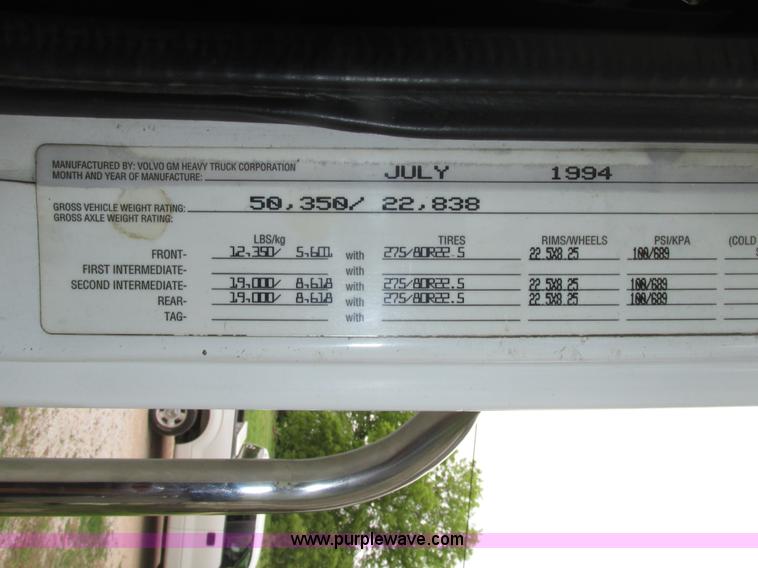 MANUFACTURED BY: VOLVO GM HEAVY TRUCK CORPORATION
MONTH AND YEAR OF MANUFACTURE: JULY 1994
GROSS VEHICLE WEIGHT RATING: 50,350/ 22,838
GROSS AXLE WEIGHT RATING:
LBS/kg TIRES RIMS/WHEELS PSI/KPA (COLD
FRONT- 12,350/ 5,601 with 275/80R22.5 22.5X8.25 100/689
FIRST INTERMEDIATE- with
SECOND INTERMEDIATE- 19,000/ 8,618 with 275/80R22.5 22.5X8.25 100/689
REAR- 19,000/ 8,618 with 275/80R22.5 22.5X8.25 100/689
TAG- with
www.purplewave.com